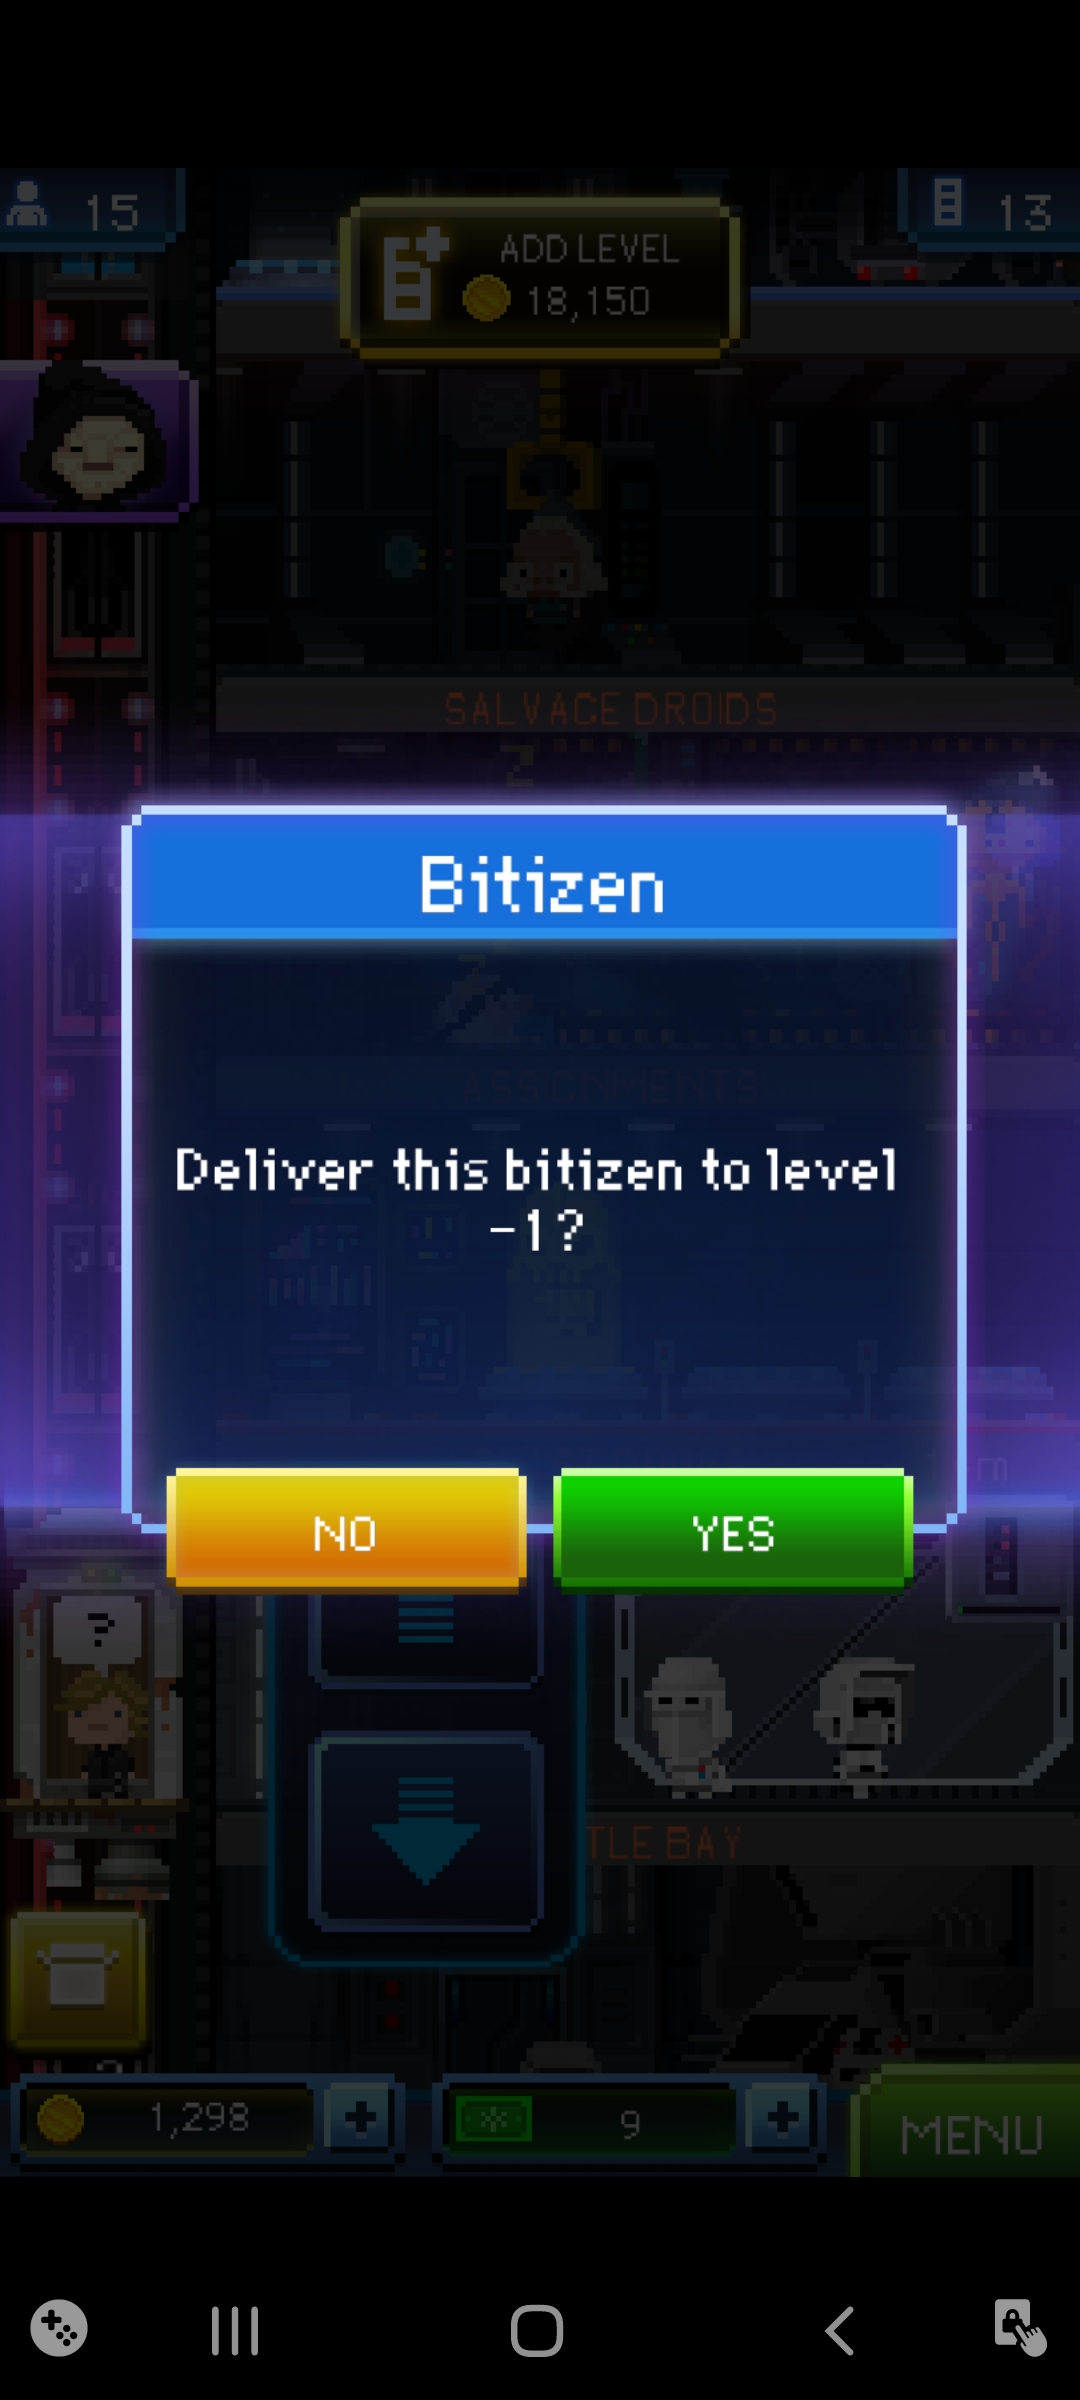 15
ADD LEVEL
18,150
13
SALVAGE DROIDS
Z
Bitizen
Z
ASSIGNMENTS
Deliver this bitizen to level
-1?
NO
YES
?
TLE BAY
1,298
9
MENU